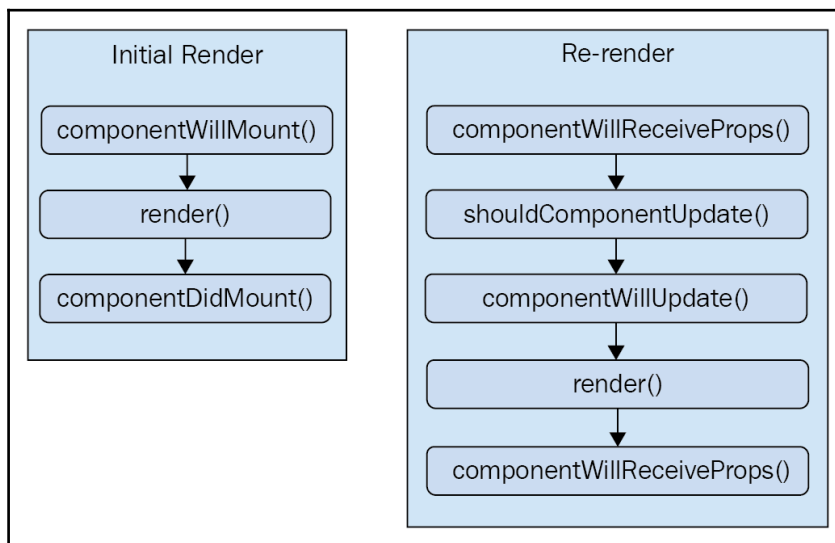 Initial Render
componentWillMount()
render()
componentDidMount()
Re-render
componentWillReceiveProps()
shouldComponentUpdate()
componentWillUpdate()
render()
componentWillReceiveProps()